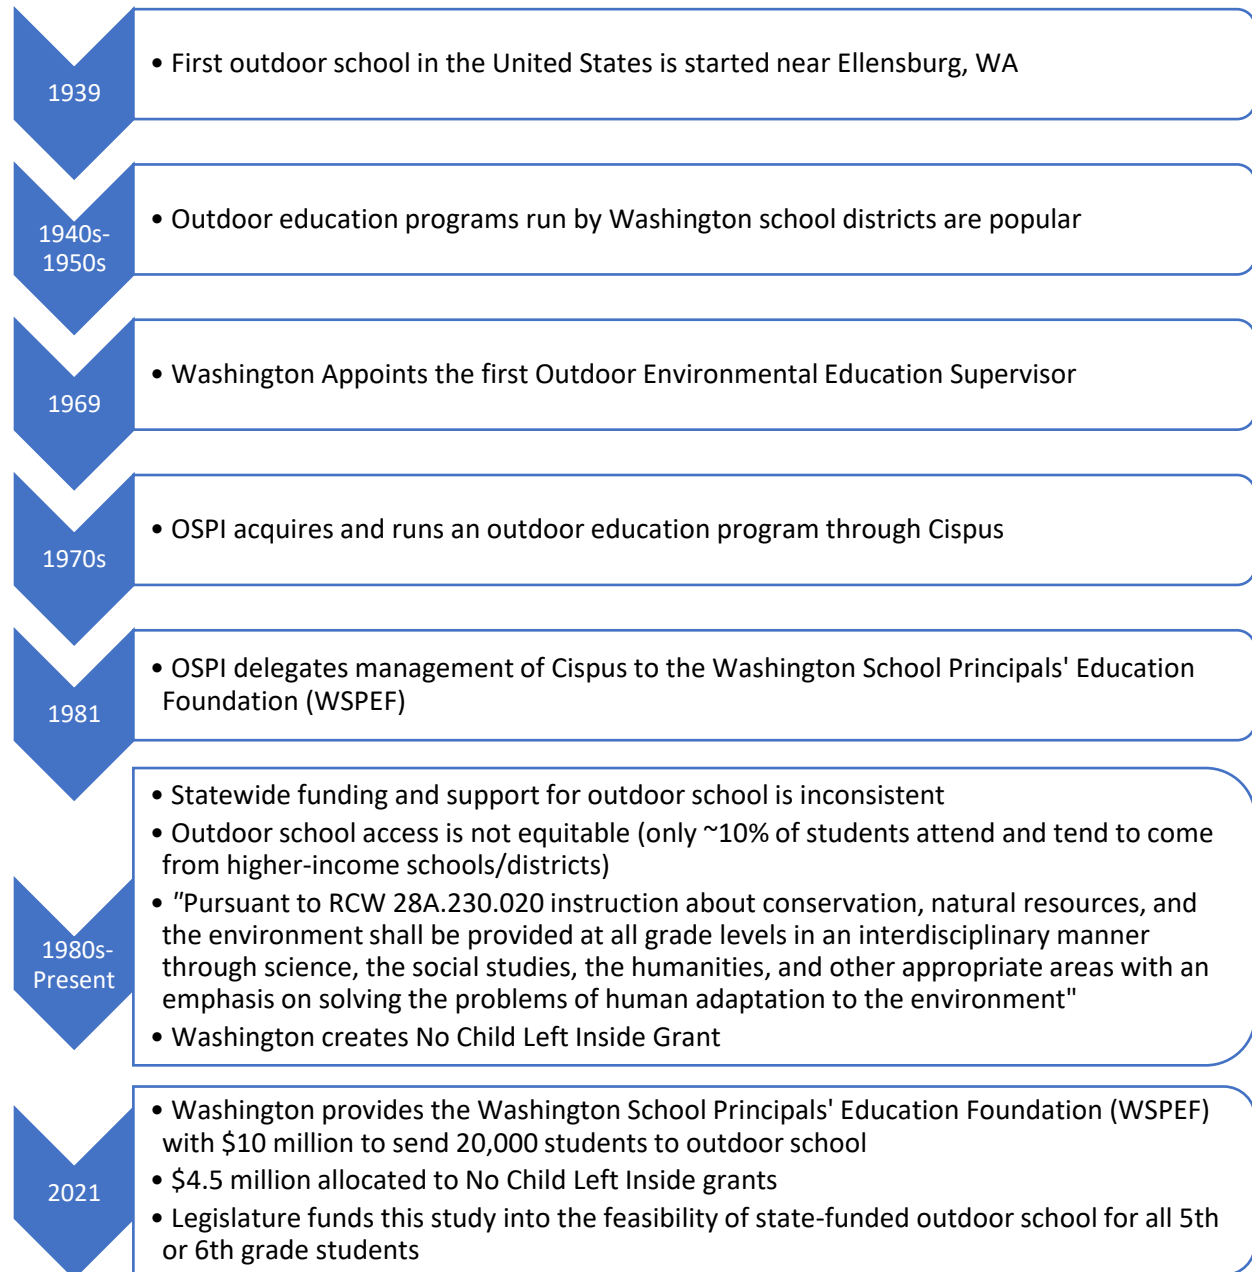 1939
• First outdoor school in the United States is started near Ellensburg, WA
1940s-
1950s
• Outdoor education programs run by Washington school districts are popular
1969
• Washington Appoints the first Outdoor Environmental Education Supervisor
1970s
• OSPI acquires and runs an outdoor education program through Cispus
1981
• OSPI delegates management of Cispus to the Washington School Principals' Education
Foundation (WSPEF)
1980s-
Present
• Statewide funding and support for outdoor school is inconsistent
• Outdoor school access is not equitable (only ~10% of students attend and tend to come
from higher-income schools/districts)
• "Pursuant to RCW 28A.230.020 instruction about conservation, natural resources, and
the environment shall be provided at all grade levels in an interdisciplinary manner
through science, the social studies, the humanities, and other appropriate areas with an
emphasis on solving the problems of human adaptation to the environment"
• Washington creates No Child Left Inside Grant
2021
• Washington provides the Washington School Principals' Education Foundation (WSPEF)
with $10 million to send 20,000 students to outdoor school
• $4.5 million allocated to No Child Left Inside grants
• Legislature funds this study into the feasibility of state-funded outdoor school for all 5th
or 6th grade students